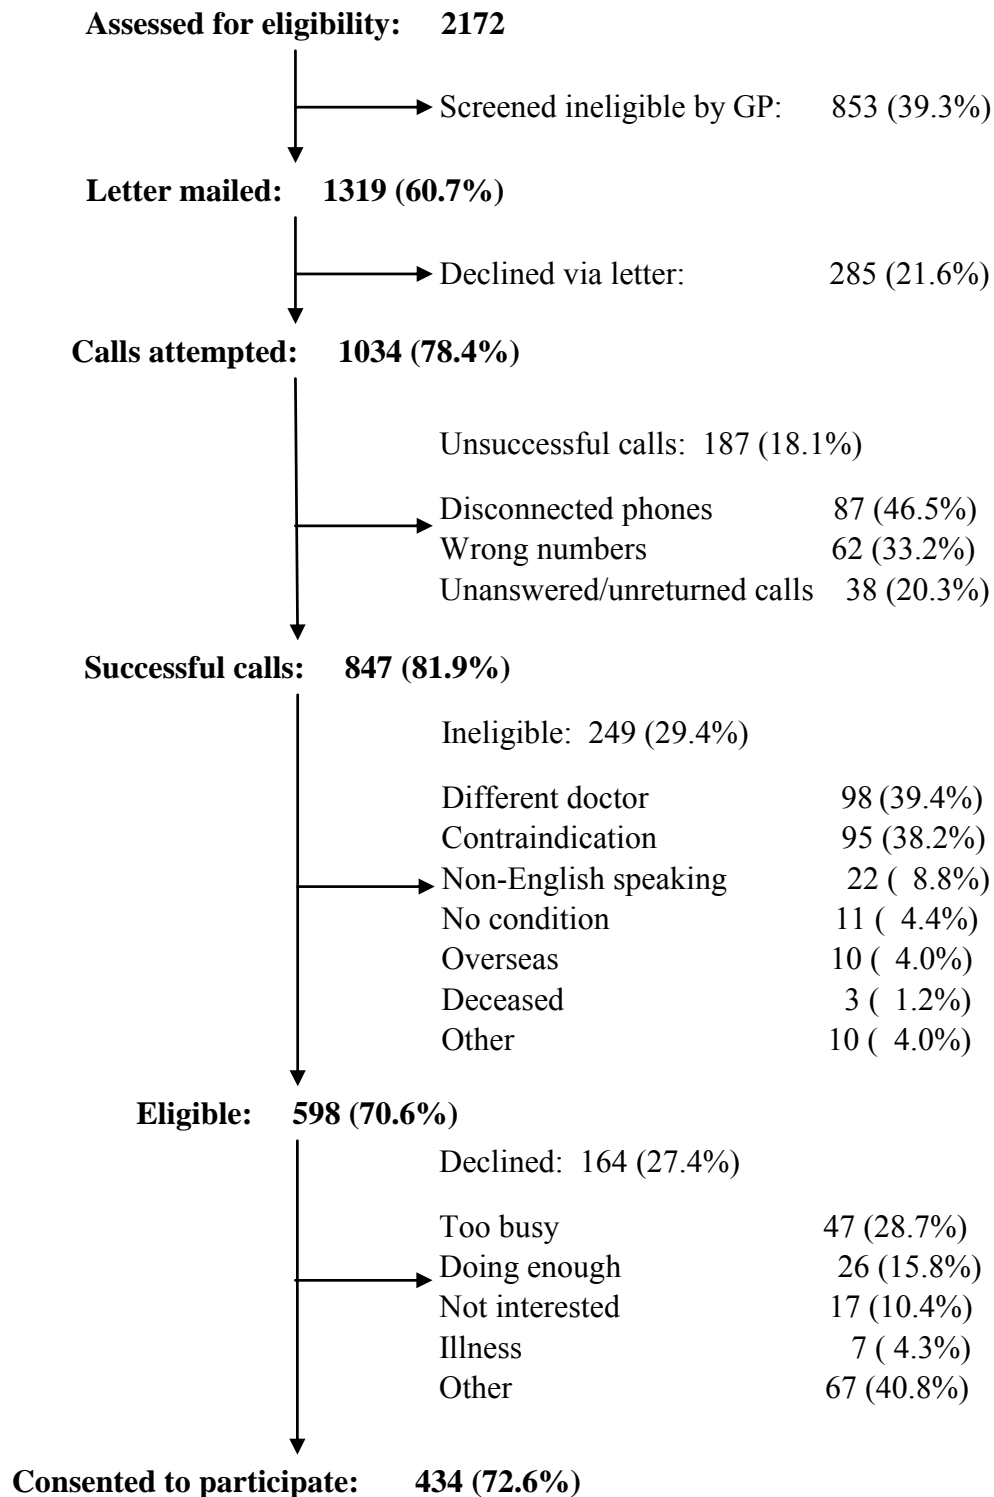 Assessed for eligibility: 2172
Screened ineligible by GP: 853 (39.3%)
Letter mailed: 1319 (60.7%)
Declined via letter: 285 (21.6%)
Calls attempted: 1034 (78.4%)
Unsuccessful calls: 187 (18.1%)
Disconnected phones 87 (46.5%)
Wrong numbers 62 (33.2%)
Unanswered/unreturned calls 38 (20.3%)
Successful calls: 847 (81.9%)
Ineligible: 249 (29.4%)
Different doctor 98 (39.4%)
Contraindication 95 (38.2%)
Non-English speaking 22 ( 8.8%)
No condition 11 ( 4.4%)
Overseas 10 ( 4.0%)
Deceased 3 ( 1.2%)
Other 10 ( 4.0%)
Eligible: 598 (70.6%)
Declined: 164 (27.4%)
Too busy 47 (28.7%)
Doing enough 26 (15.8%)
Not interested 17 (10.4%)
Illness 7 ( 4.3%)
Other 67 (40.8%)
Consented to participate: 434 (72.6%)